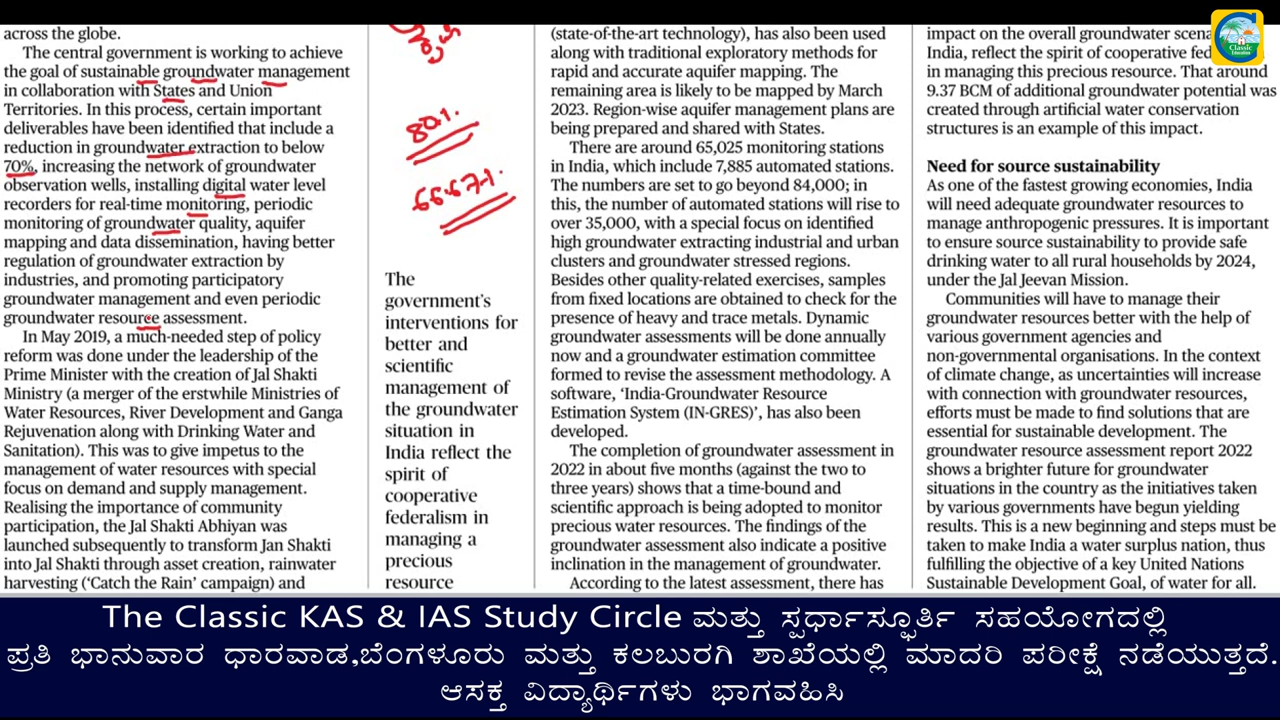 across the globe.
The central government is working to achieve
the goal of sustainable groundwater management
in collaboration with States and Union
Territories. In this process, certain important
deliverables have been identified that include a
reduction in groundwater extraction to below
70%, increasing the network of groundwater
observation wells, installing digital water level
recorders for real-time monitoring, periodic
monitoring of groundwater quality, aquifer
mapping and data dissemination, having better
regulation of groundwater extraction by
industries, and promoting participatory
groundwater management and even periodic
groundwater resource assessment.
In May 2019, a much-needed step of policy
reform was done under the leadership of the
Prime Minister with the creation of Jal Shakti
Ministry (a merger of the erstwhile Ministries of
Water Resources, River Development and Ganga
Rejuvenation along with Drinking Water and
Sanitation). This was to give impetus to the
management of water resources with special
focus on demand and supply management.
Realising the importance of community
participation, the Jal Shakti Abhiyan was
launched subsequently to transform Jan Shakti
into Jal Shakti through asset creation, rainwater
harvesting ('Catch the Rain' campaign) and
80%
66.67%
The
government's
interventions for
better and
scientific
management of
the groundwater
situation in
India reflect the
spirit of
cooperative
federalism in
managing a
precious
resource
(state-of-the-art technology), has also been used
along with traditional exploratory methods for
rapid and accurate aquifer mapping. The
remaining area is likely to be mapped by March
2023. Region-wise aquifer management plans are
being prepared and shared with States.
There are around 65,025 monitoring stations
in India, which include 7,885 automated stations.
The numbers are set to go beyond 84,000; in
this, the number of automated stations will rise to
over 35,000, with a special focus on identified
high groundwater extracting industrial and urban
clusters and groundwater stressed regions.
Besides other quality-related exercises, samples
from fixed locations are obtained to check for the
presence of heavy and trace metals. Dynamic
groundwater assessments will be done annually
now and a groundwater estimation committee
formed to revise the assessment methodology. A
software, 'India-Groundwater Resource
Estimation System (IN-GRES)', has also been
developed.
The completion of groundwater assessment in
2022 in about five months (against the two to
three years) shows that a time-bound and
scientific approach is being adopted to monitor
precious water resources. The findings of the
groundwater assessment also indicate a positive
inclination in the management of groundwater.
According to the latest assessment, there has
impact on the overall groundwater
India, reflect the spirit of cooperative
in managing this precious resource. That around
9.37 BCM of additional groundwater potential was
created through artificial water conservation
structures is an example of this impact.
Need for source sustainability
As one of the fastest growing economies, India
will need adequate groundwater resources to
manage anthropogenic pressures. It is important
to ensure source sustainability to provide safe
drinking water to all rural households by 2024,
under the Jal Jeevan Mission.
Communities will have to manage their
groundwater resources better with the help of
various government agencies and
non-governmental organisations. In the context
of climate change, as uncertainties will increase
with connection with groundwater resources,
efforts must be made to find solutions that are
essential for sustainable development. The
groundwater resource assessment report 2022
shows a brighter future for groundwater
situations in the country as the initiatives taken
by various governments have begun yielding
results. This is a new beginning and steps must be
taken to make India a water surplus nation, thus
fulfilling the objective of a key United Nations
Sustainable Development Goal, of water for all.
Classic
Education
The Classic KAS & IAS Study Circle ಮತ್ತು ಸ್ಪರ್ಧಾಸ್ಫೂರ್ತಿ ಸಹಯೋಗದಲ್ಲಿ
ಪ್ರತಿ ಭಾನುವಾರ ಧಾರವಾಡ,ಬೆಂಗಳೂರು ಮತ್ತು ಕಲಬುರಗಿ ಶಾಖೆಯಲ್ಲಿ ಮಾದರಿ ಪರೀಕ್ಷೆ ನಡೆಯುತ್ತದೆ.
ಆಸಕ್ತ ವಿದ್ಯಾರ್ಥಿಗಳು ಭಾಗವಹಿಸಿ